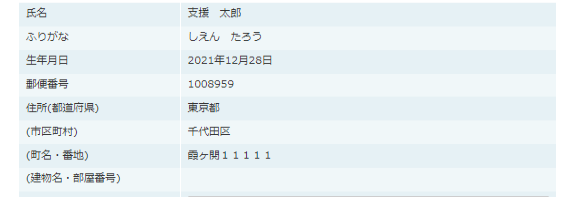 氏名 支援　太郎
ふりがな しえん　たろう
生年月日 2021年12月28日
郵便番号 1008959
住所(都道府県) 東京都
(市区町村) 千代田区
(町名・番地) 霞ヶ関１１１１１
(建物名・部屋番号)